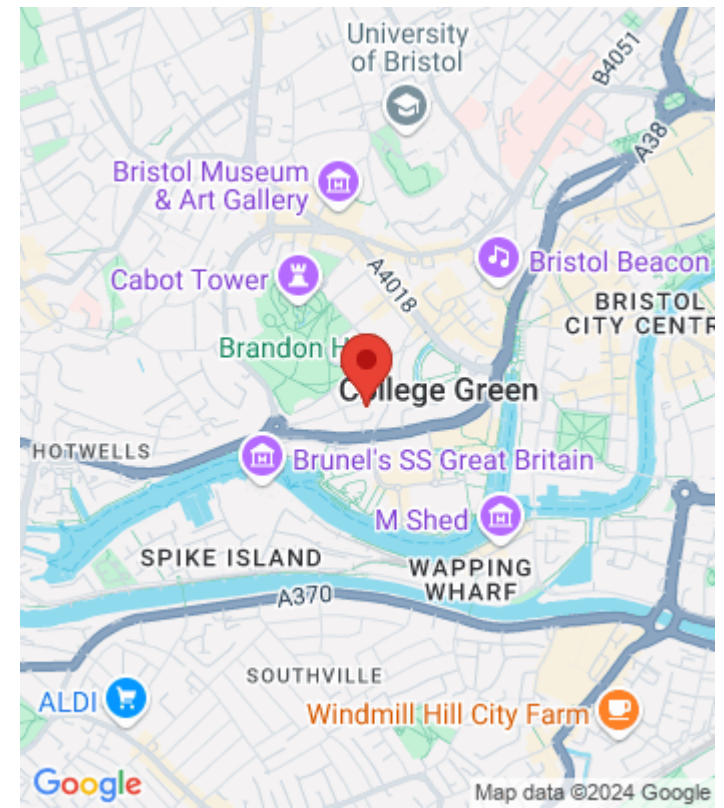 University
of Bristol
B4051
A38
Bristol Museum
& Art Gallery
Cabot Tower
A4018
Bristol Beacon
BRISTOL
CITY CENTR
Brandon H
College Green
HOTWELLS
Brunel's SS Great Britain
M Shed
SPIKE ISLAND
WAPPING
WHARF
A370
SOUTHVILLE
ALDI
Windmill Hill City Farm
Google
Map data ©2024 Google